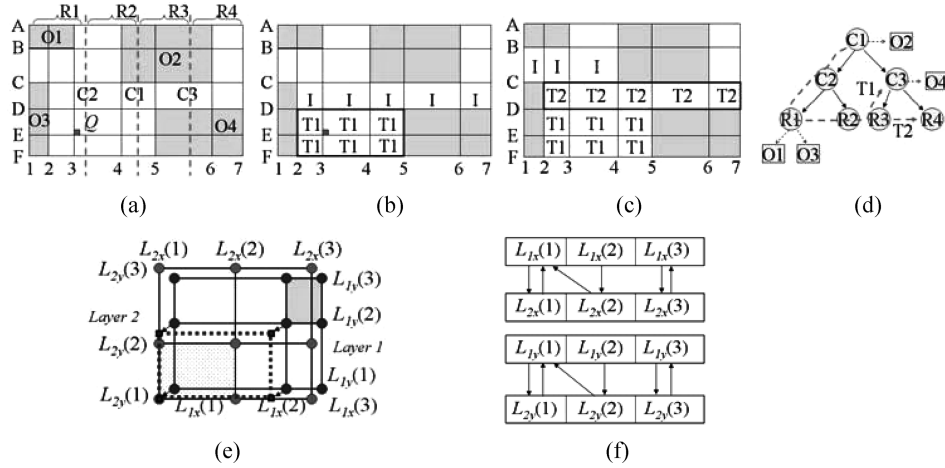 R1 R2 R3 R4
A O1
B O2
C C2 C1 C3
D O3 Q
E O4
F
1 2 3 4 5 6 7
(a)
A
B
C I I I I I
D T1 T1 T1
E T1 T1 T1
F
1 2 3 4 5 6 7
(b)
A
B I I I
C T2 T2 T2 T2 T2
D T1 T1 T1
E T1 T1 T1
F
1 2 3 4 5 6 7
(c)
C1 O2
C2 T1 C3 O4
R1 R2 R3 R4
T2
O1 O3
(d)
L2x(1) L2x(2) L2x(3)
L2y(3) L1y(3)
Layer 2 L1y(2)
L2y(2) Layer 1
L2y(1) L1y(1)
L1x(1) L1x(2) L1x(3)
(e)
L1x(1) L1x(2) L1x(3)
L2x(1) L2x(2) L2x(3)
L1y(1) L1y(2) L1y(3)
L2y(1) L2y(2) L2y(3)
(f)